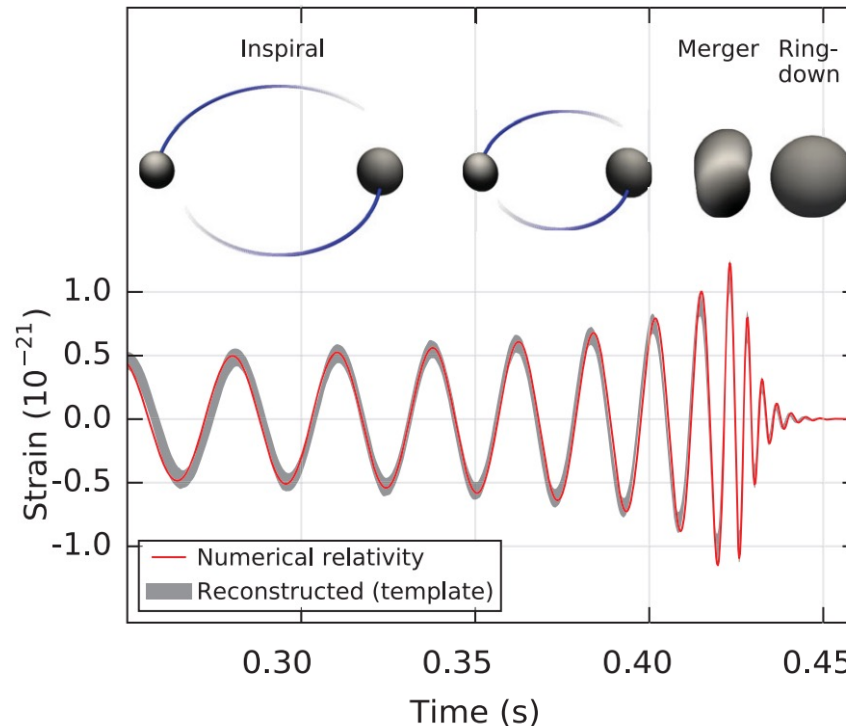 Inspiral
Merger
Ring-
down
1.0
0.5
0.0
-0.5
-1.0
Strain (10⁻²¹)
Numerical relativity
Reconstructed (template)
0.30
0.35
0.40
0.45
Time (s)